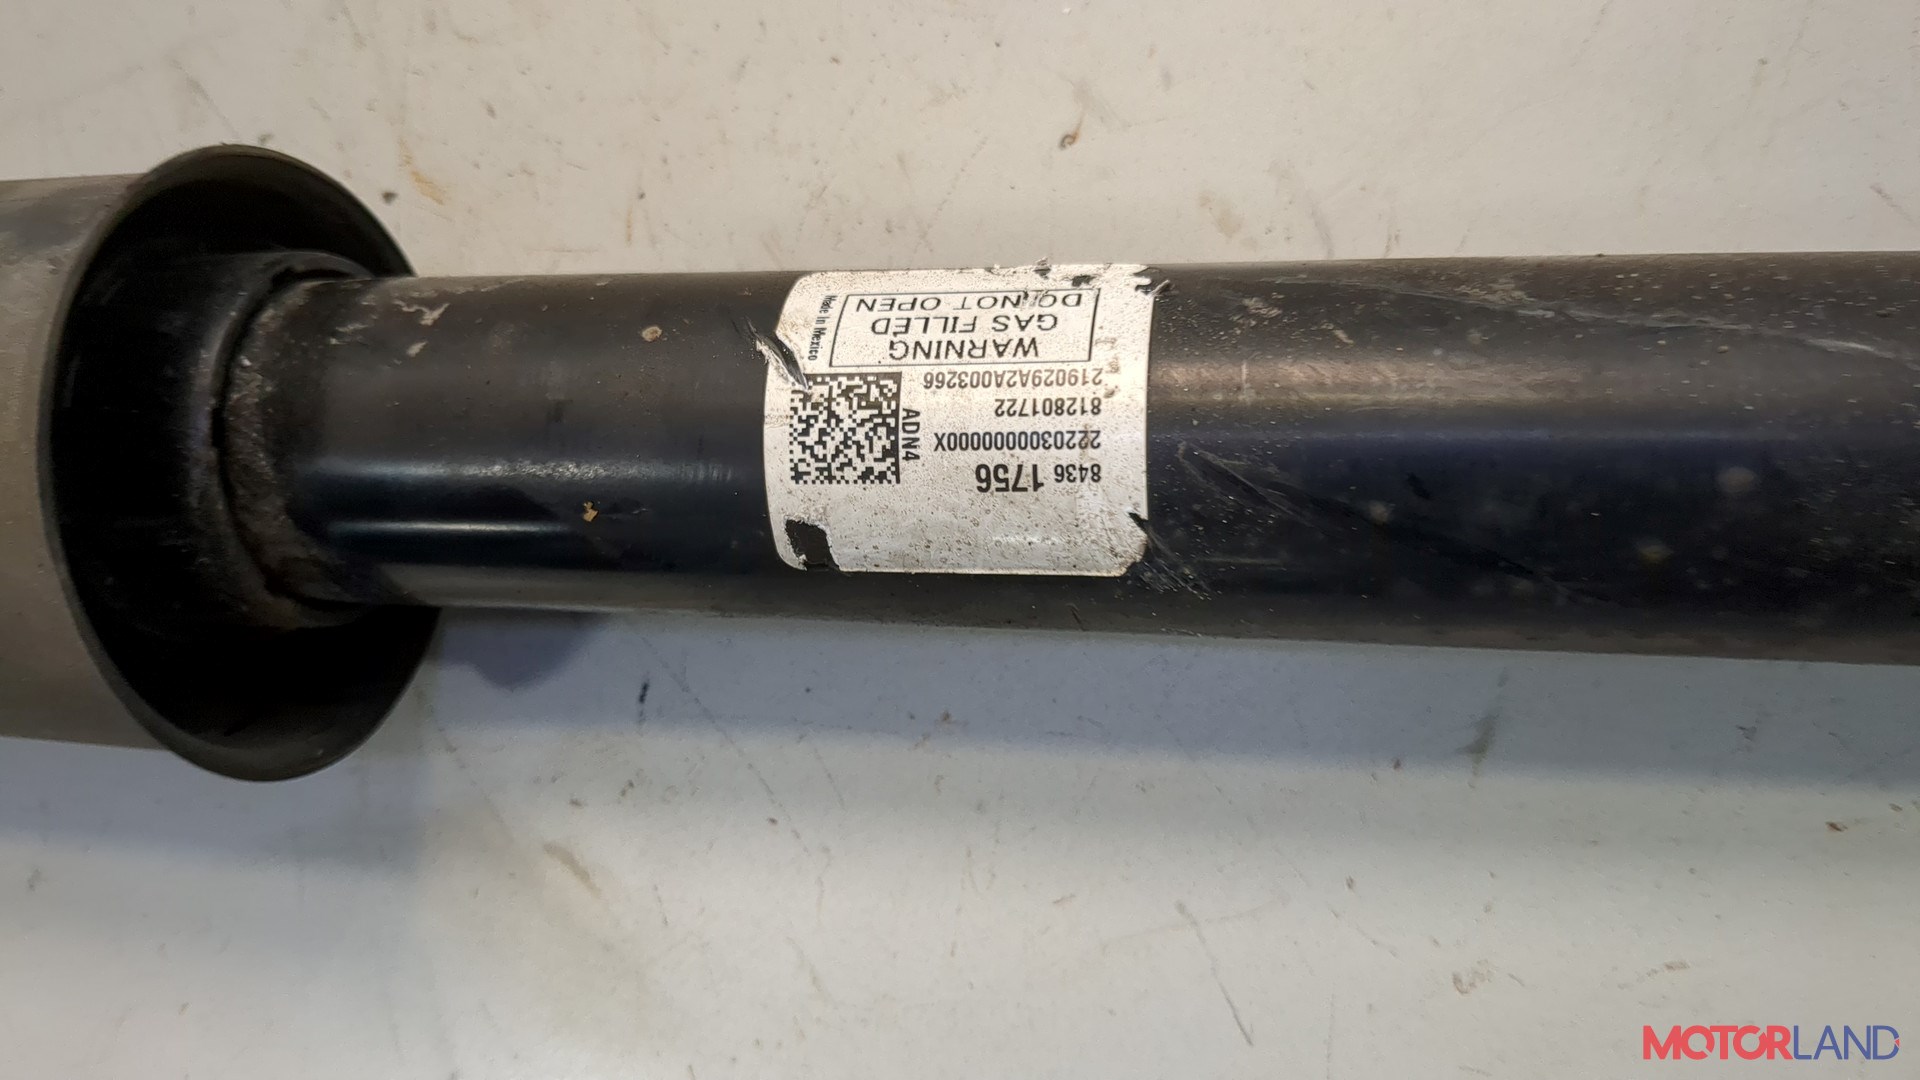 8436 1756
22203000000000X
812801722
219029A2A003266
WARNING
GAS FILLED
DO NOT OPEN
ADN4
Made in Mexico
MOTORLAND